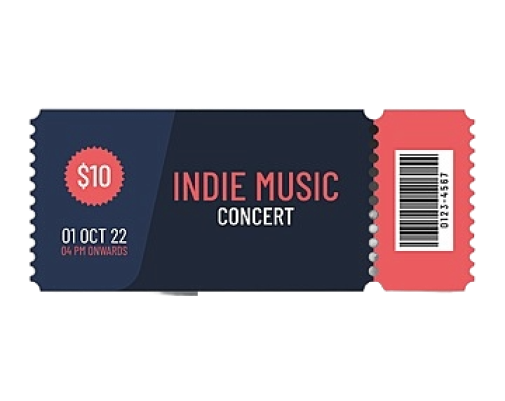 $10
INDIE MUSIC
CONCERT
01 OCT 22
04 PM ONWARDS
0123-4567